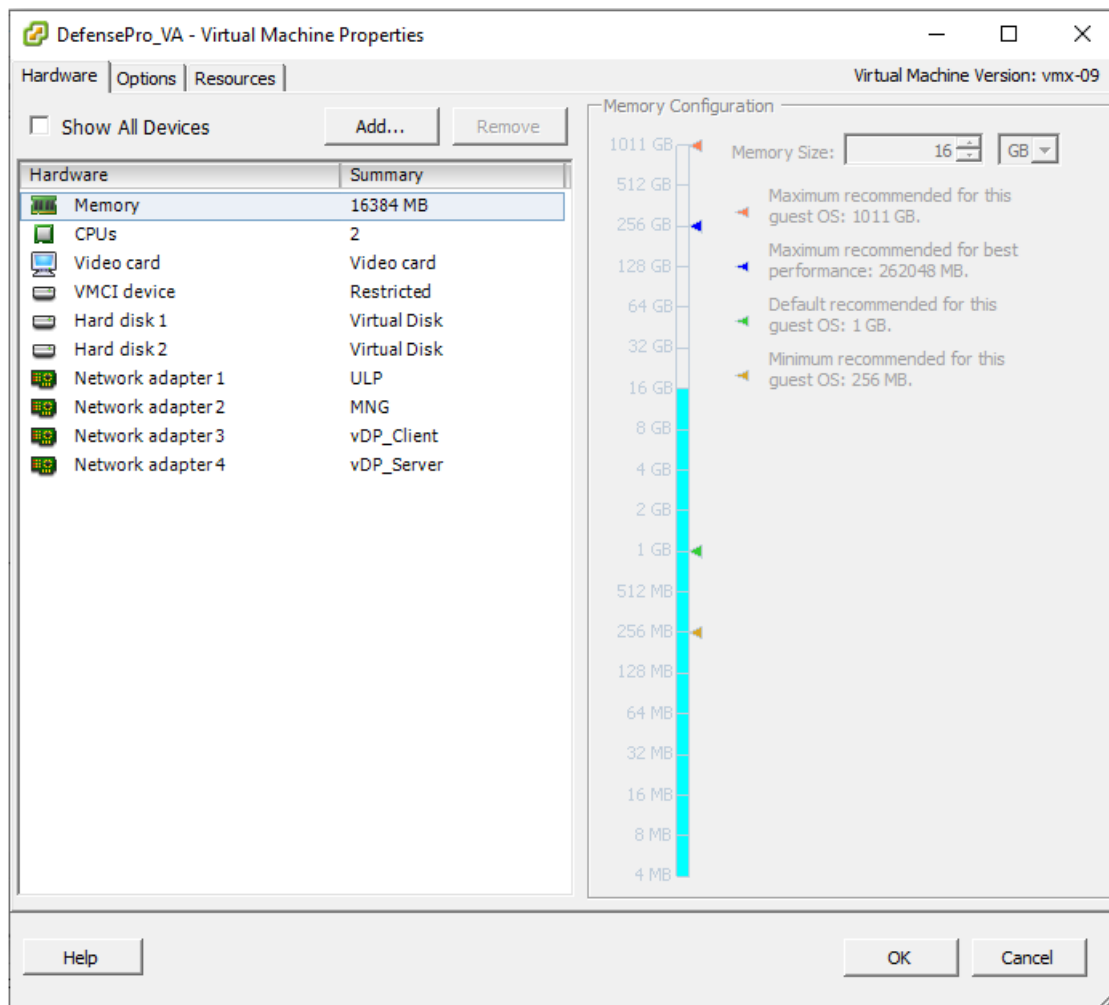 DefensePro_VA - Virtual Machine Properties
Hardware Options Resources Virtual Machine Version: vmx-09
Show All Devices Add... Remove
Hardware Summary
Memory 16384 MB
CPUs 2
Video card Video card
VMCI device Restricted
Hard disk 1 Virtual Disk
Hard disk 2 Virtual Disk
Network adapter 1 ULP
Network adapter 2 MNG
Network adapter 3 vDP_Client
Network adapter 4 vDP_Server
Memory Configuration
Memory Size: 16 GB
1011 GB
512 GB
256 GB
128 GB
64 GB
32 GB
16 GB
8 GB
4 GB
2 GB
1 GB
512 MB
256 MB
128 MB
64 MB
32 MB
16 MB
8 MB
4 MB
Maximum recommended for this
guest OS: 1011 GB.
Maximum recommended for best
performance: 262048 MB.
Default recommended for this
guest OS: 1 GB.
Minimum recommended for this
guest OS: 256 MB.
Help OK Cancel